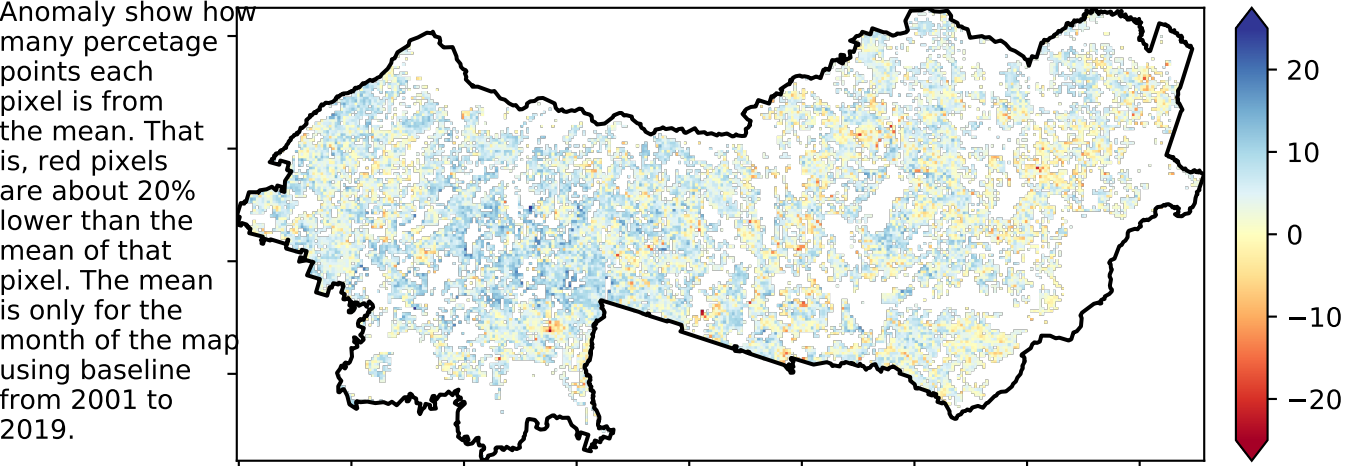 Anomaly show how
many percetage
points each
pixel is from
the mean. That
is, red pixels
are about 20%
lower than the
mean of that
pixel. The mean
is only for the
month of the map
using baseline
from 2001 to
2019.
20
10
0
−10
−20